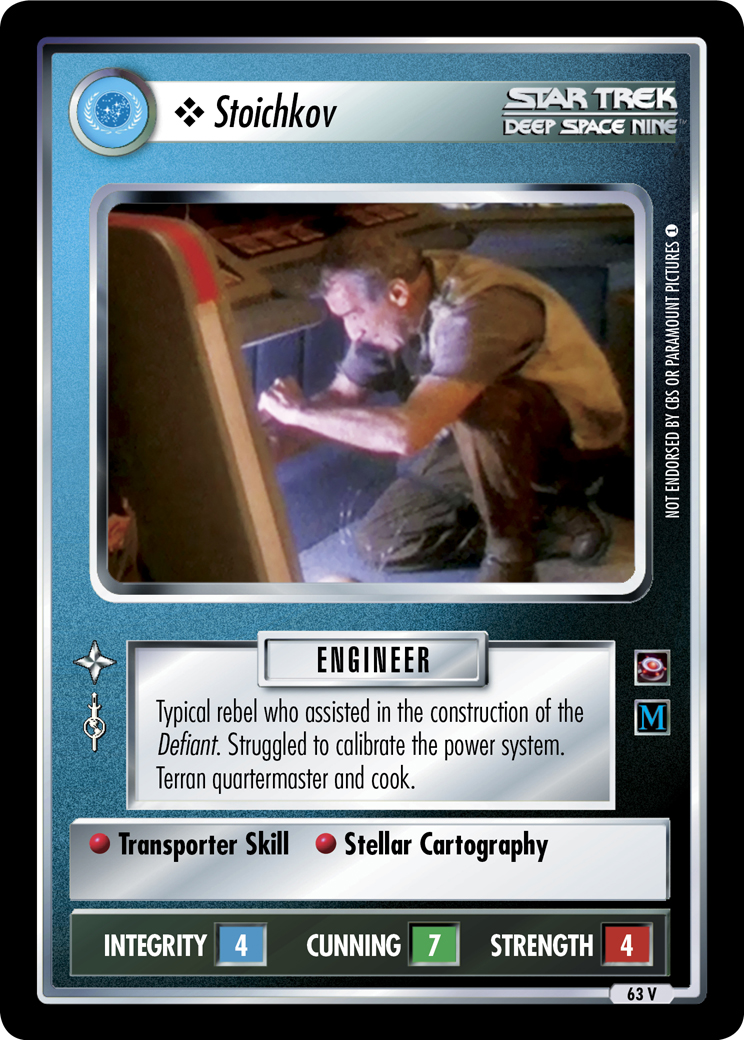 ❖ Stoichkov
STAR TREK
DEEP SPACE NINE™
NOT ENDORSED BY CBS OR PARAMOUNT PICTURES 1
ENGINEER
Typical rebel who assisted in the construction of the
Defiant. Struggled to calibrate the power system.
Terran quartermaster and cook.
M
Transporter Skill Stellar Cartography
INTEGRITY 4 CUNNING 7 STRENGTH 4
63 V